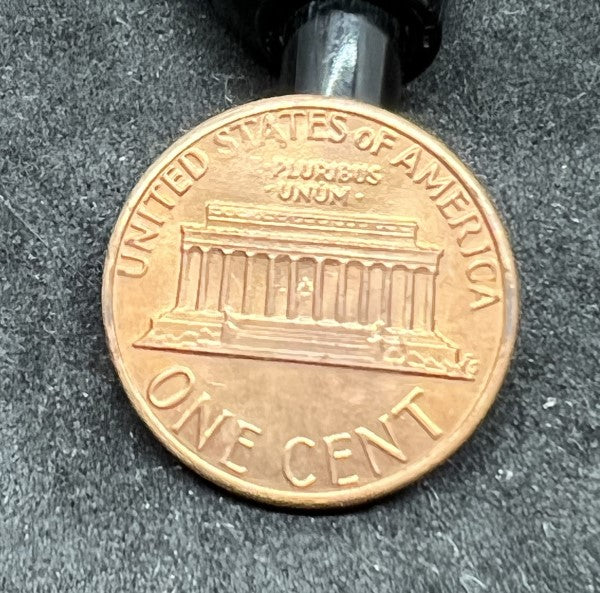 UNITED STATES OF AMERICA
PLURIBUS
·UNUM·
ONE CENT